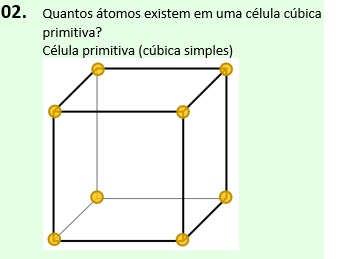 02. Quantos átomos existem em uma célula cúbica
primitiva?
Célula primitiva (cúbica simples)